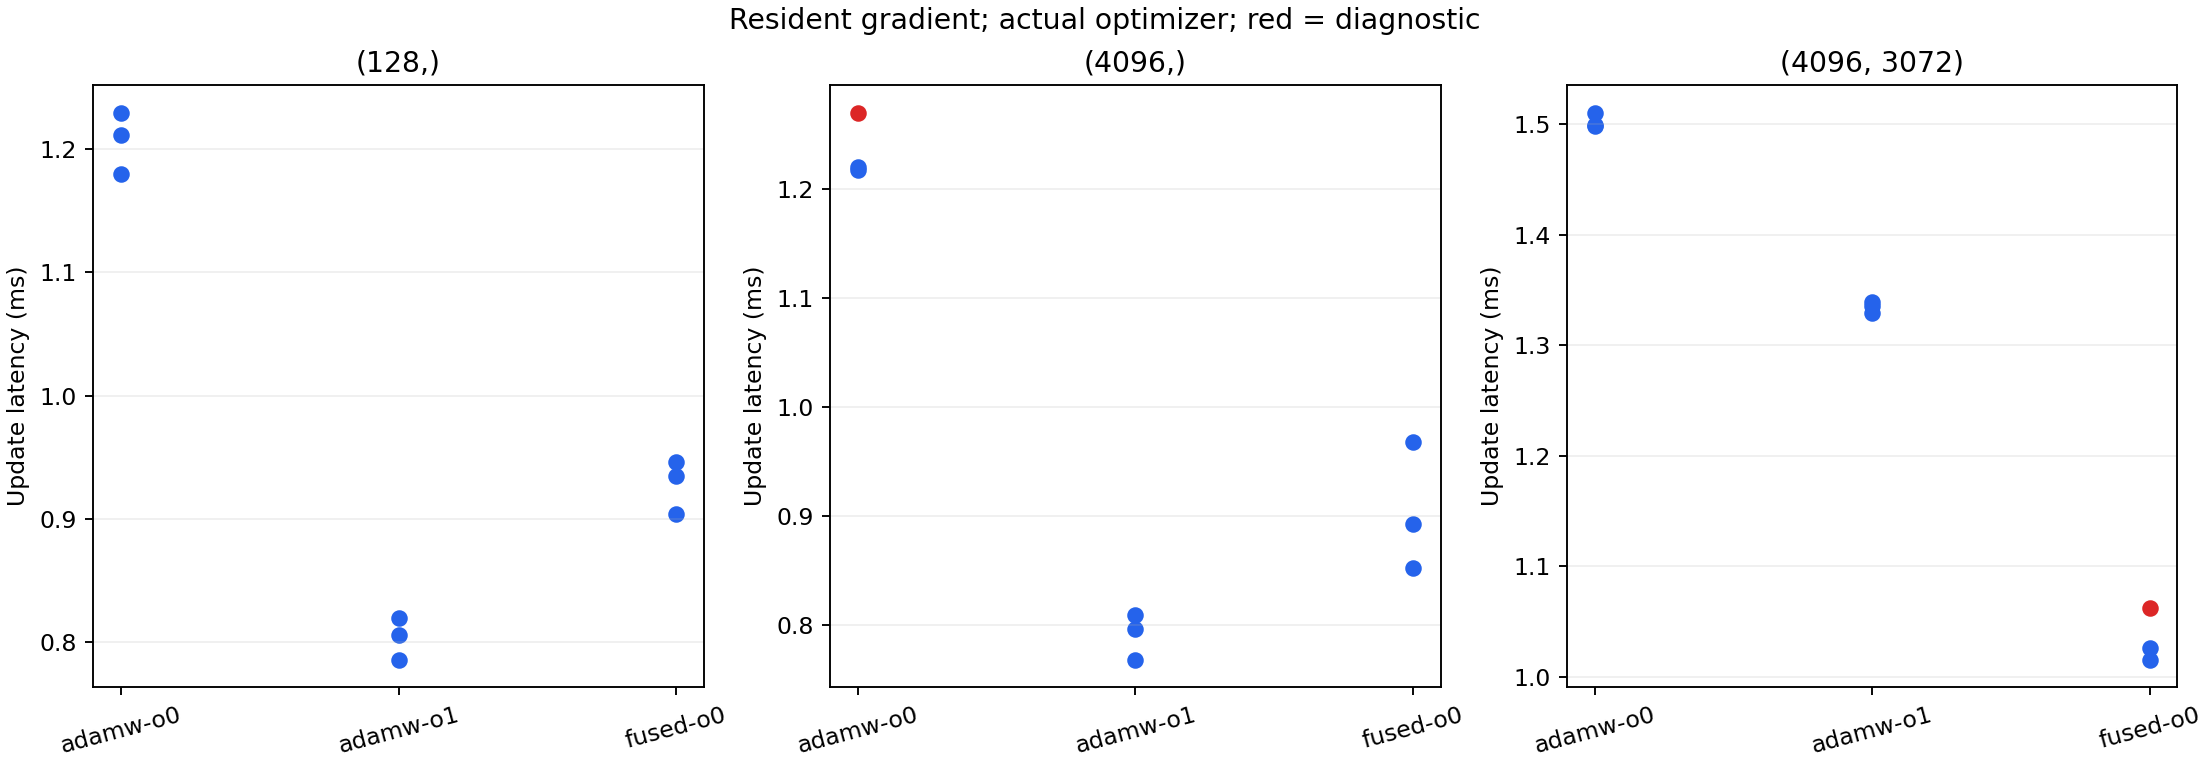 Resident gradient; actual optimizer; red = diagnostic
(128,)
Update latency (ms)
1.2
1.1
1.0
0.9
0.8
adamw-o0
adamw-o1
fused-o0
(4096,)
Update latency (ms)
1.2
1.1
1.0
0.9
0.8
adamw-o0
adamw-o1
fused-o0
(4096, 3072)
Update latency (ms)
1.5
1.4
1.3
1.2
1.1
1.0
adamw-o0
adamw-o1
fused-o0